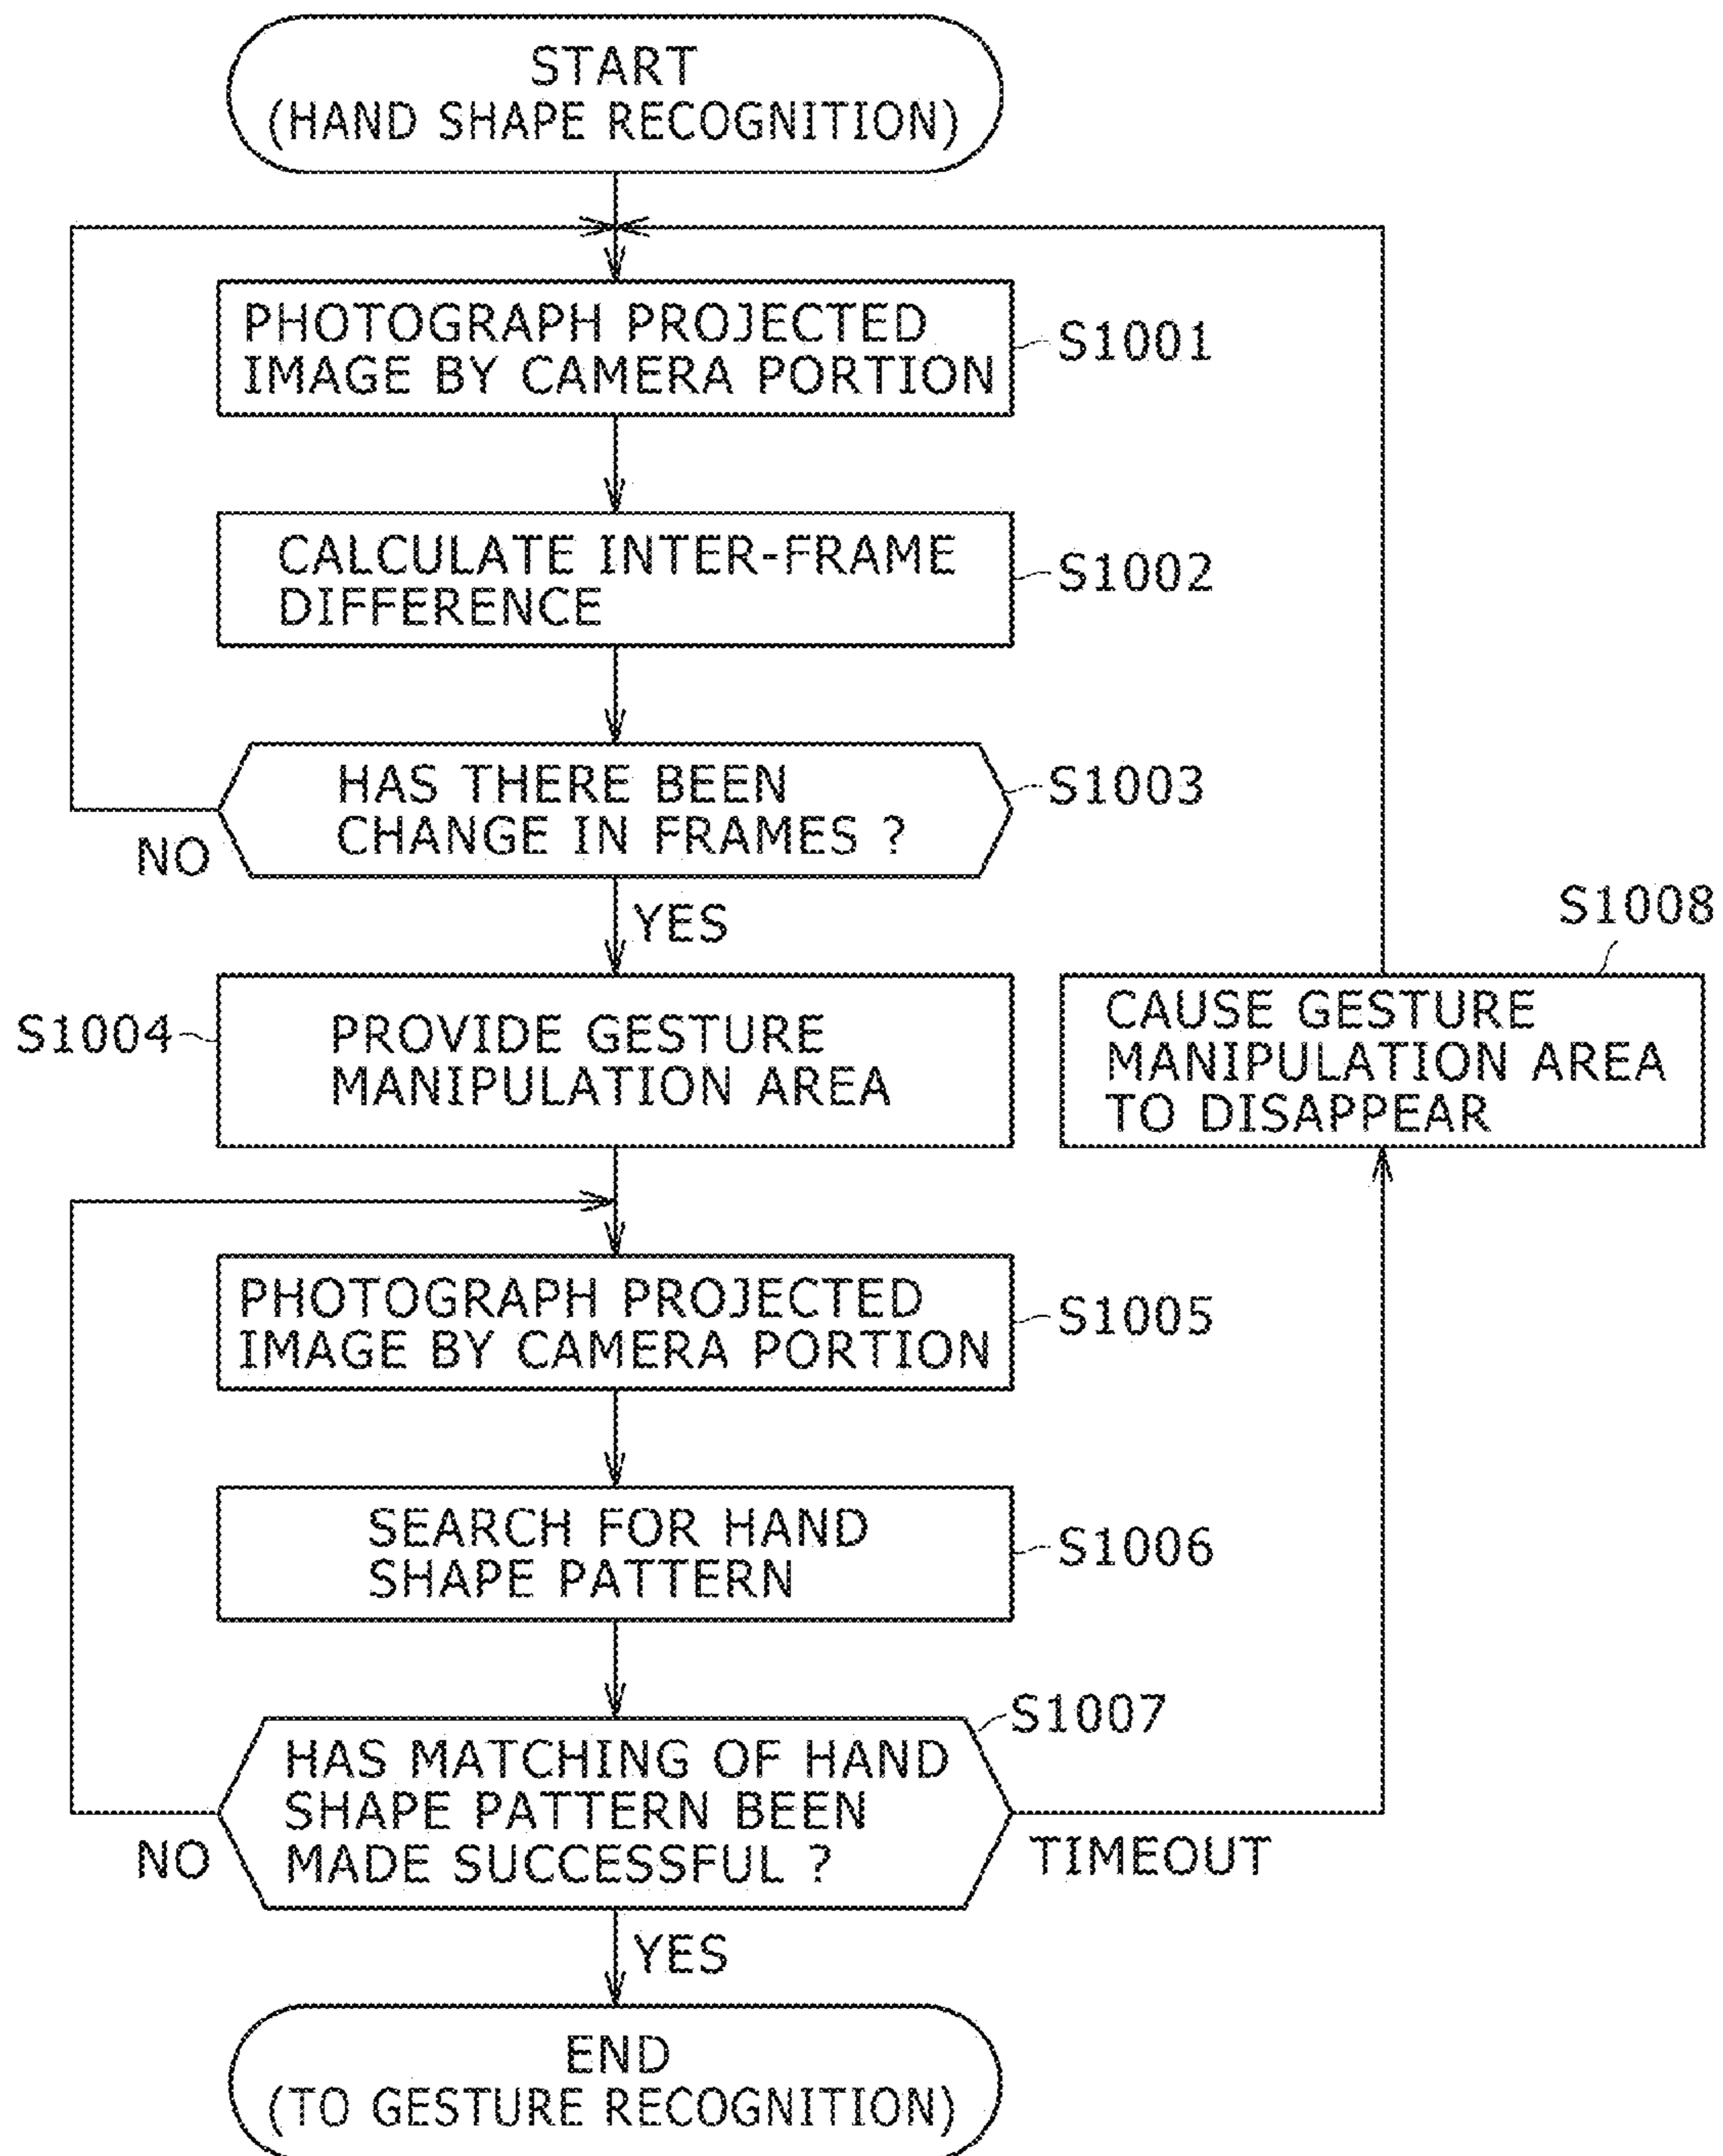 START
(HAND SHAPE RECOGNITION)
PHOTOGRAPH PROJECTED
IMAGE BY CAMERA PORTION
S1001
CALCULATE INTER-FRAME
DIFFERENCE
S1002
HAS THERE BEEN
CHANGE IN FRAMES ?
S1003
NO
YES
S1004
PROVIDE GESTURE
MANIPULATION AREA
S1008
CAUSE GESTURE
MANIPULATION AREA
TO DISAPPEAR
PHOTOGRAPH PROJECTED
IMAGE BY CAMERA PORTION
S1005
SEARCH FOR HAND
SHAPE PATTERN
S1006
S1007
HAS MATCHING OF HAND
SHAPE PATTERN BEEN
MADE SUCCESSFUL ?
NO
TIMEOUT
YES
END
(TO GESTURE RECOGNITION)